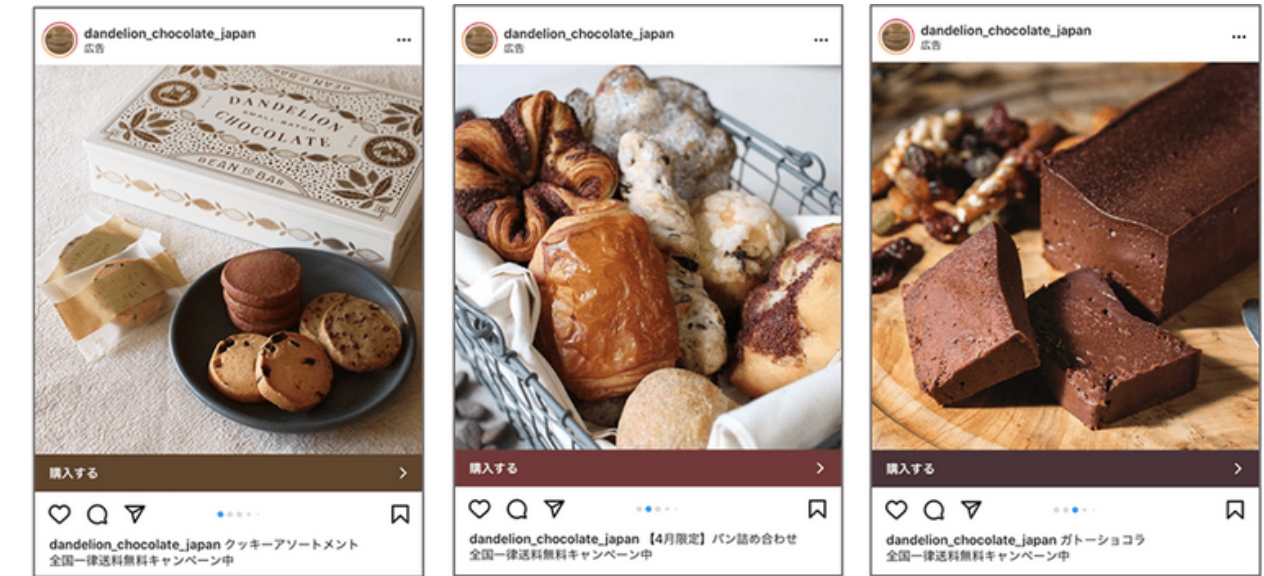 dandelion_chocolate_japan
広告
DANDELION
SMALL-BATCH
CHOCOLATE
BEAN TO BAR
購入する
dandelion_chocolate_japan クッキーアソートメント
全国一律送料無料キャンペーン中
dandelion_chocolate_japan
広告
購入する
dandelion_chocolate_japan 【4月限定】パン詰め合わせ
全国一律送料無料キャンペーン中
dandelion_chocolate_japan
広告
購入する
dandelion_chocolate_japan ガトーショコラ
全国一律送料無料キャンペーン中